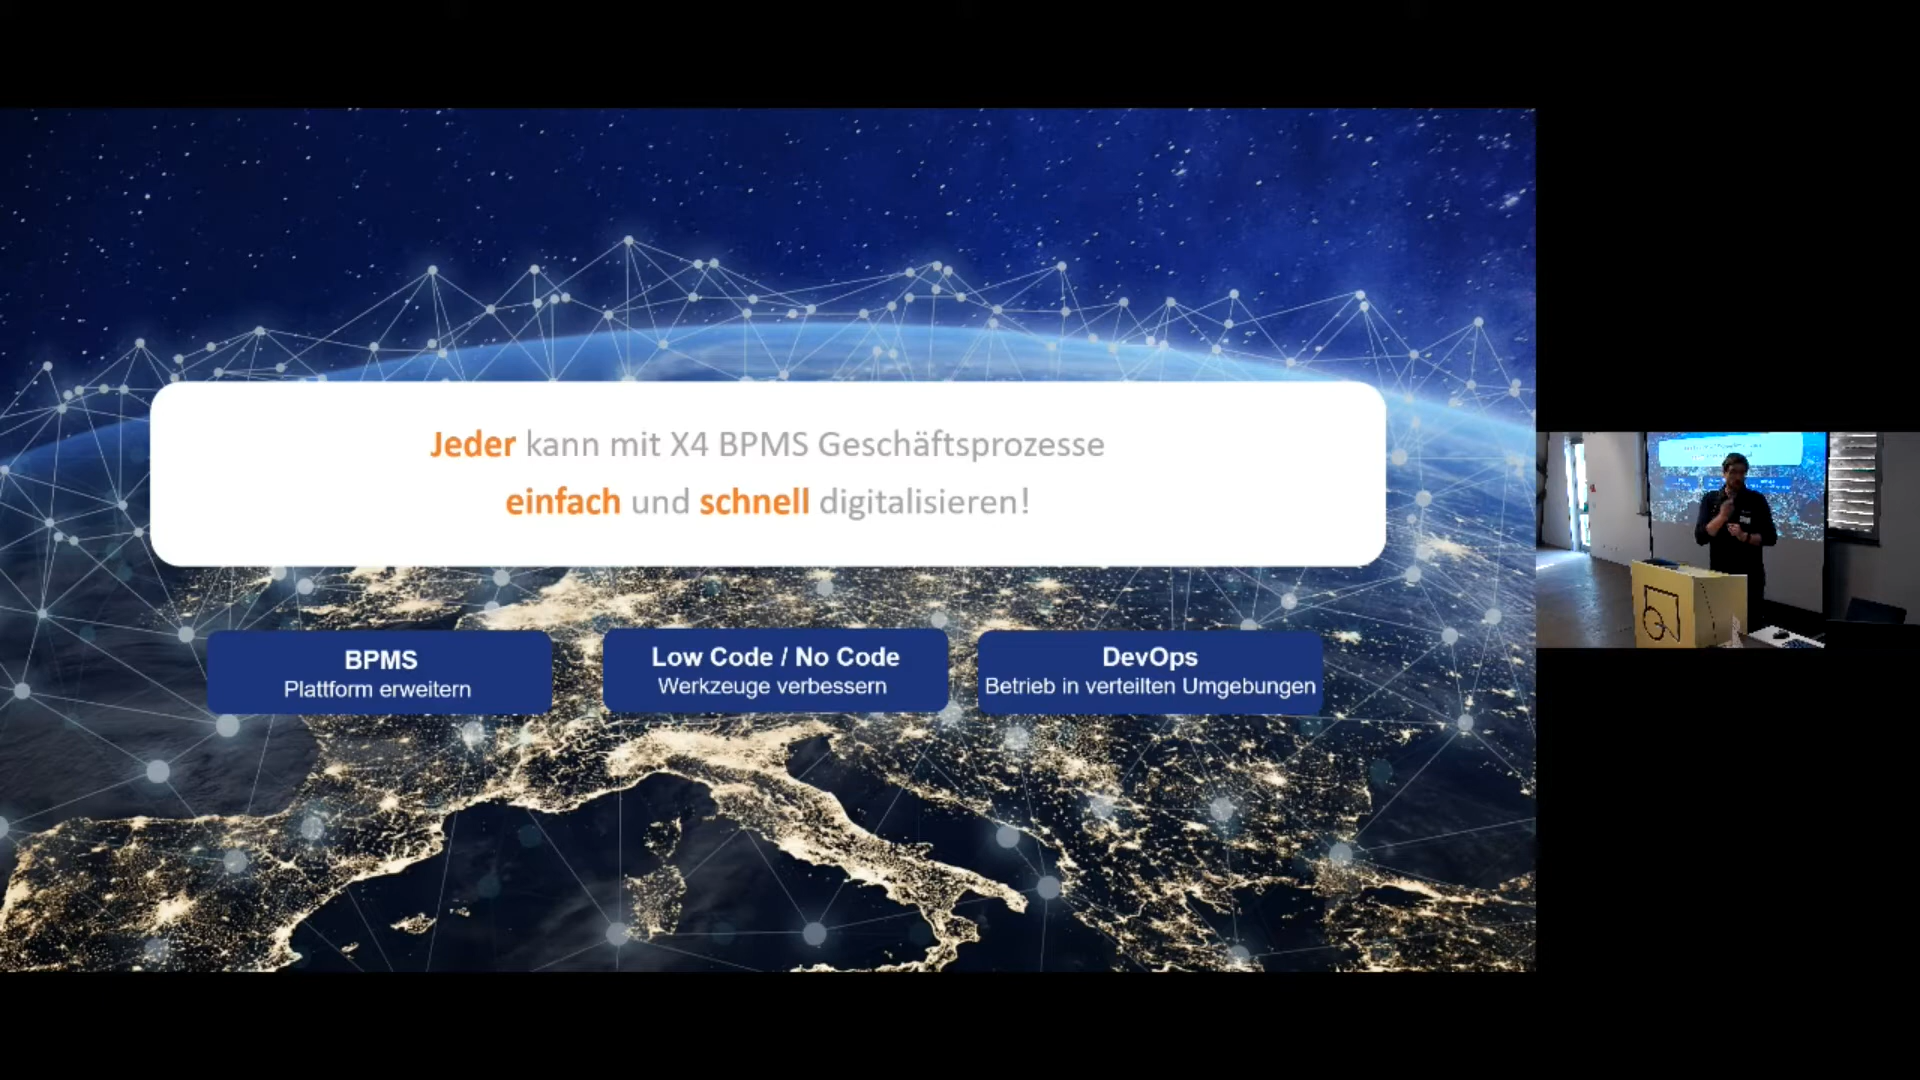 Jeder kann mit X4 BPMS Geschäftsprozesse
einfach und schnell digitalisieren!
BPMS
Plattform erweitern
Low Code / No Code
Werkzeuge verbessern
DevOps
Betrieb in verteilten Umgebungen